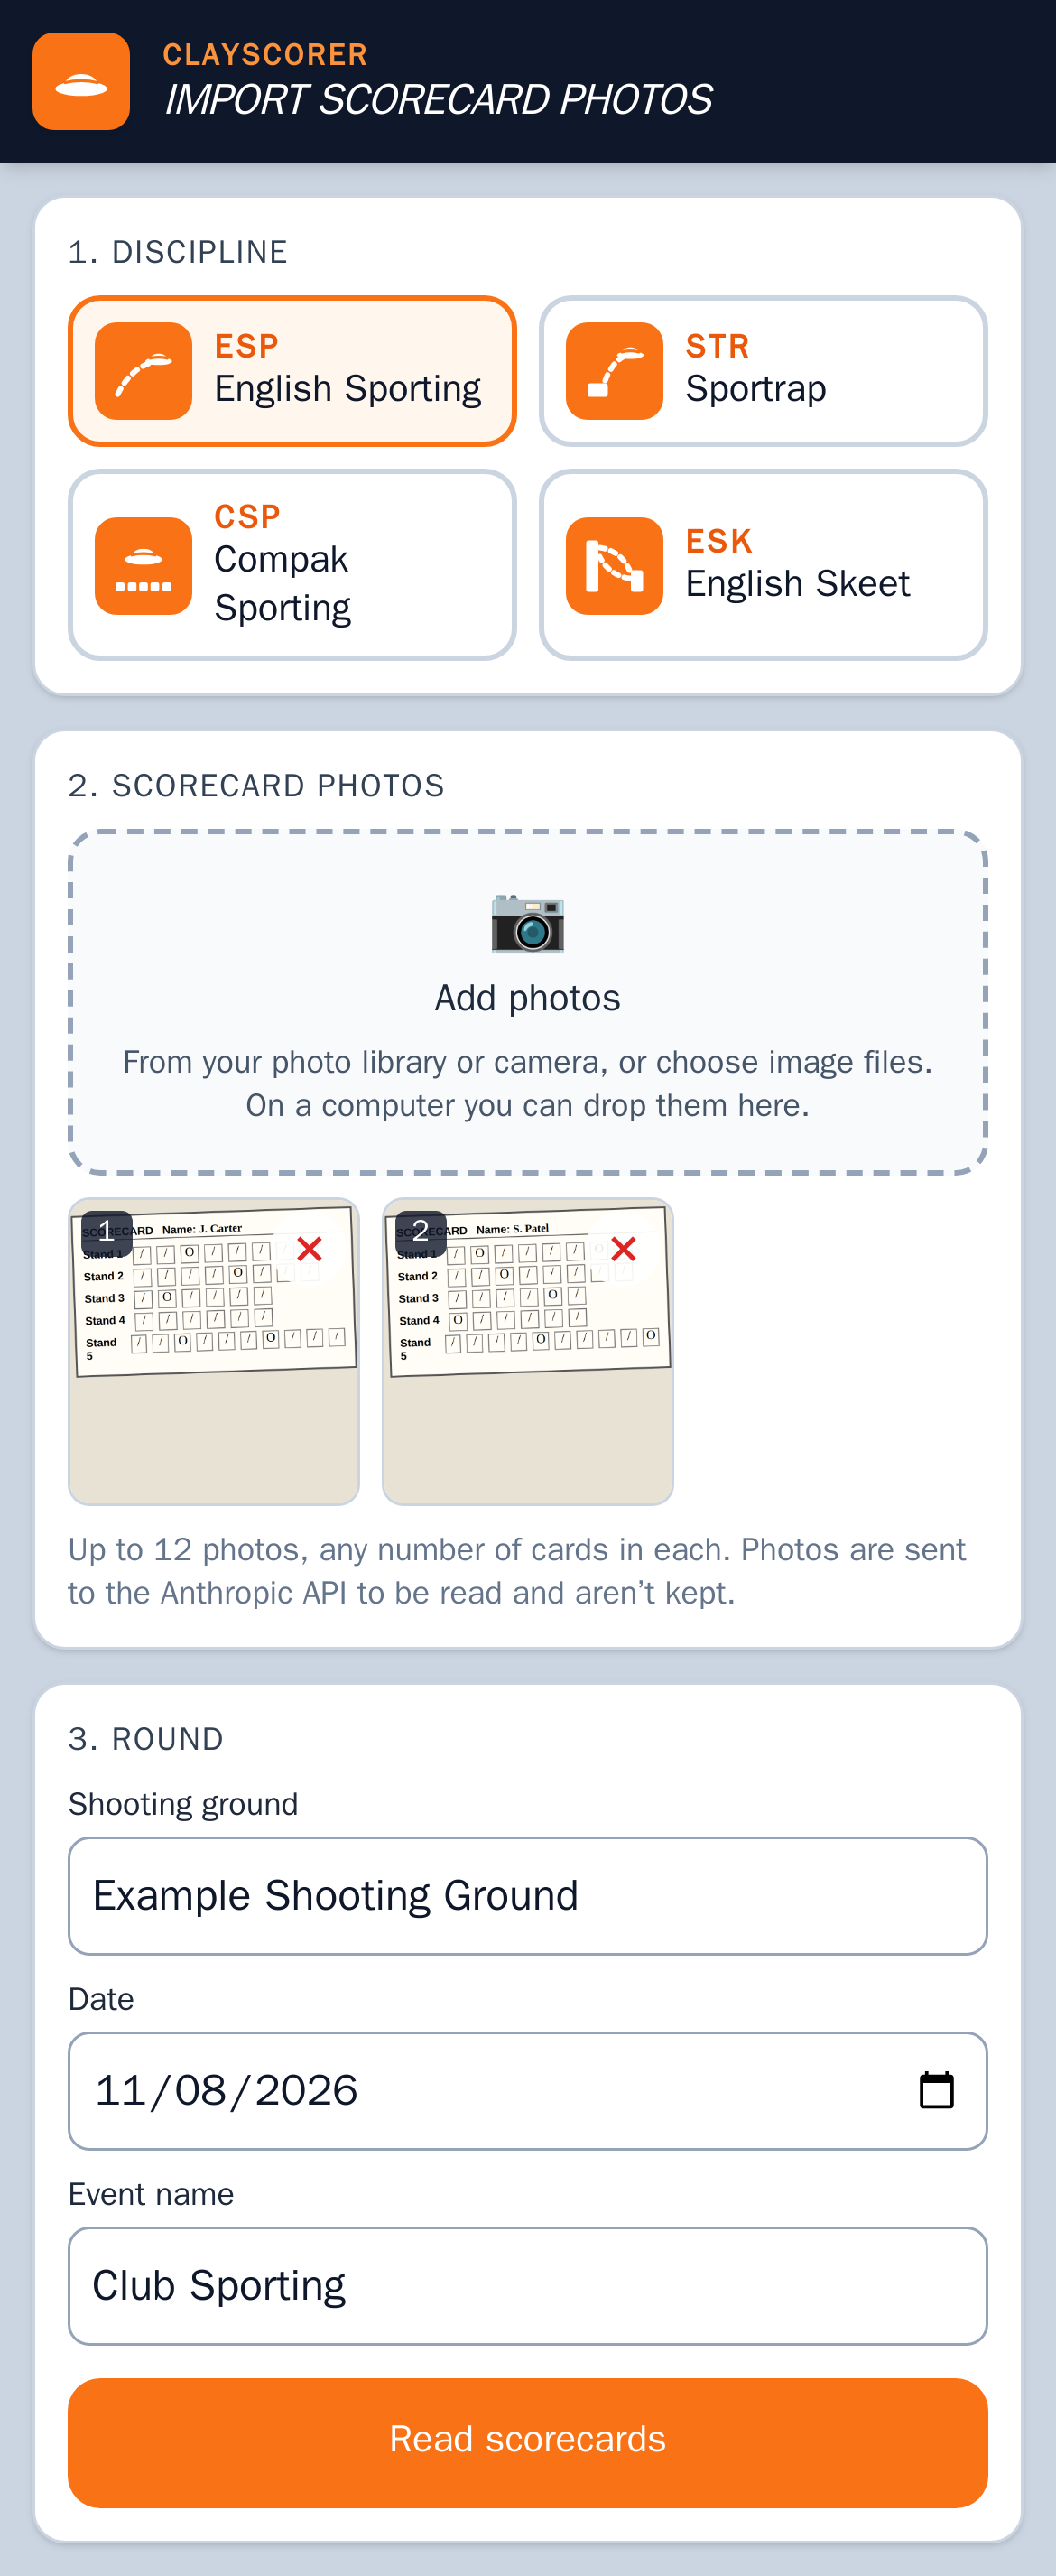 CLAYSCORER
IMPORT SCORECARD PHOTOS
1. DISCIPLINE
ESP
English Sporting
STR
Sportrap
CSP
Compak
Sporting
ESK
English Skeet
2. SCORECARD PHOTOS
Add photos
From your photo library or camera, or choose image files.
On a computer you can drop them here.
1
SCORECARD Name: J. Carter
Stand 1 / / O / / /
Stand 2 / / / / O /
Stand 3 / O / / / /
Stand 4 / / / / / /
Stand / / O / / / O / / /
5
2
SCORECARD Name: S. Patel
Stand 1 / O / / / / O
Stand 2 / / O / / /
Stand 3 / / / / O /
Stand 4 O / / / / /
Stand / / / / O / / / / O
5
Up to 12 photos, any number of cards in each. Photos are sent
to the Anthropic API to be read and aren’t kept.
3. ROUND
Shooting ground
Example Shooting Ground
Date
11/08/2026
Event name
Club Sporting
Read scorecards